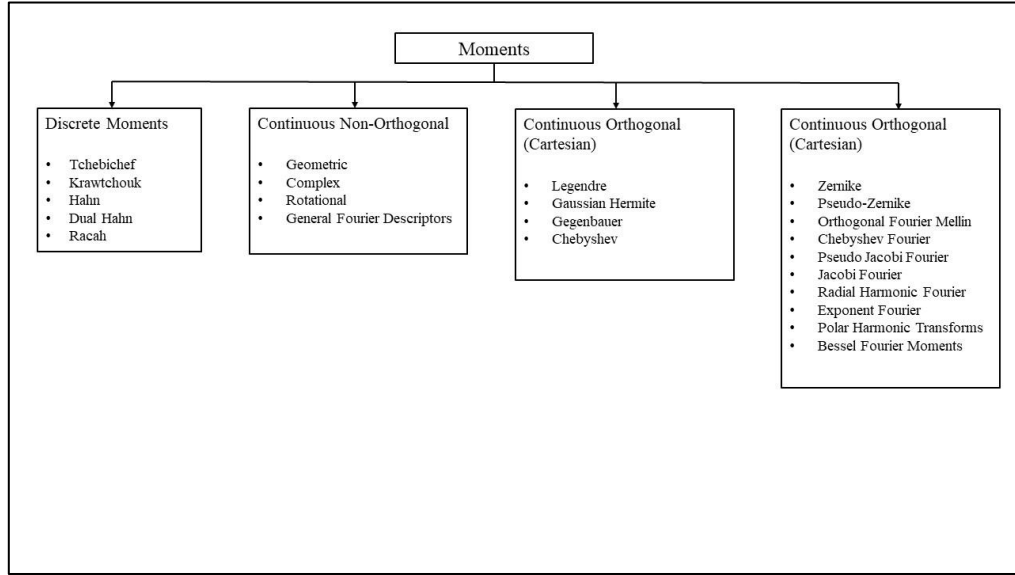 Moments
Discrete Moments
• Tchebichef
• Krawtchouk
• Hahn
• Dual Hahn
• Racah
Continuous Non-Orthogonal
• Geometric
• Complex
• Rotational
• General Fourier Descriptors
Continuous Orthogonal
(Cartesian)
• Legendre
• Gaussian Hermite
• Gegenbauer
• Chebyshev
Continuous Orthogonal
(Cartesian)
• Zernike
• Pseudo-Zernike
• Orthogonal Fourier Mellin
• Chebyshev Fourier
• Pseudo Jacobi Fourier
• Jacobi Fourier
• Radial Harmonic Fourier
• Exponent Fourier
• Polar Harmonic Transforms
• Bessel Fourier Moments